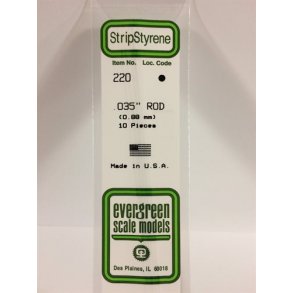 StripStyrene
Item No. Loc. Code
220
.035" ROD
(0.88 mm)
10 Pieces
Made in U.S.A.
evergreen
scale models
Des Plaines, IL 60018